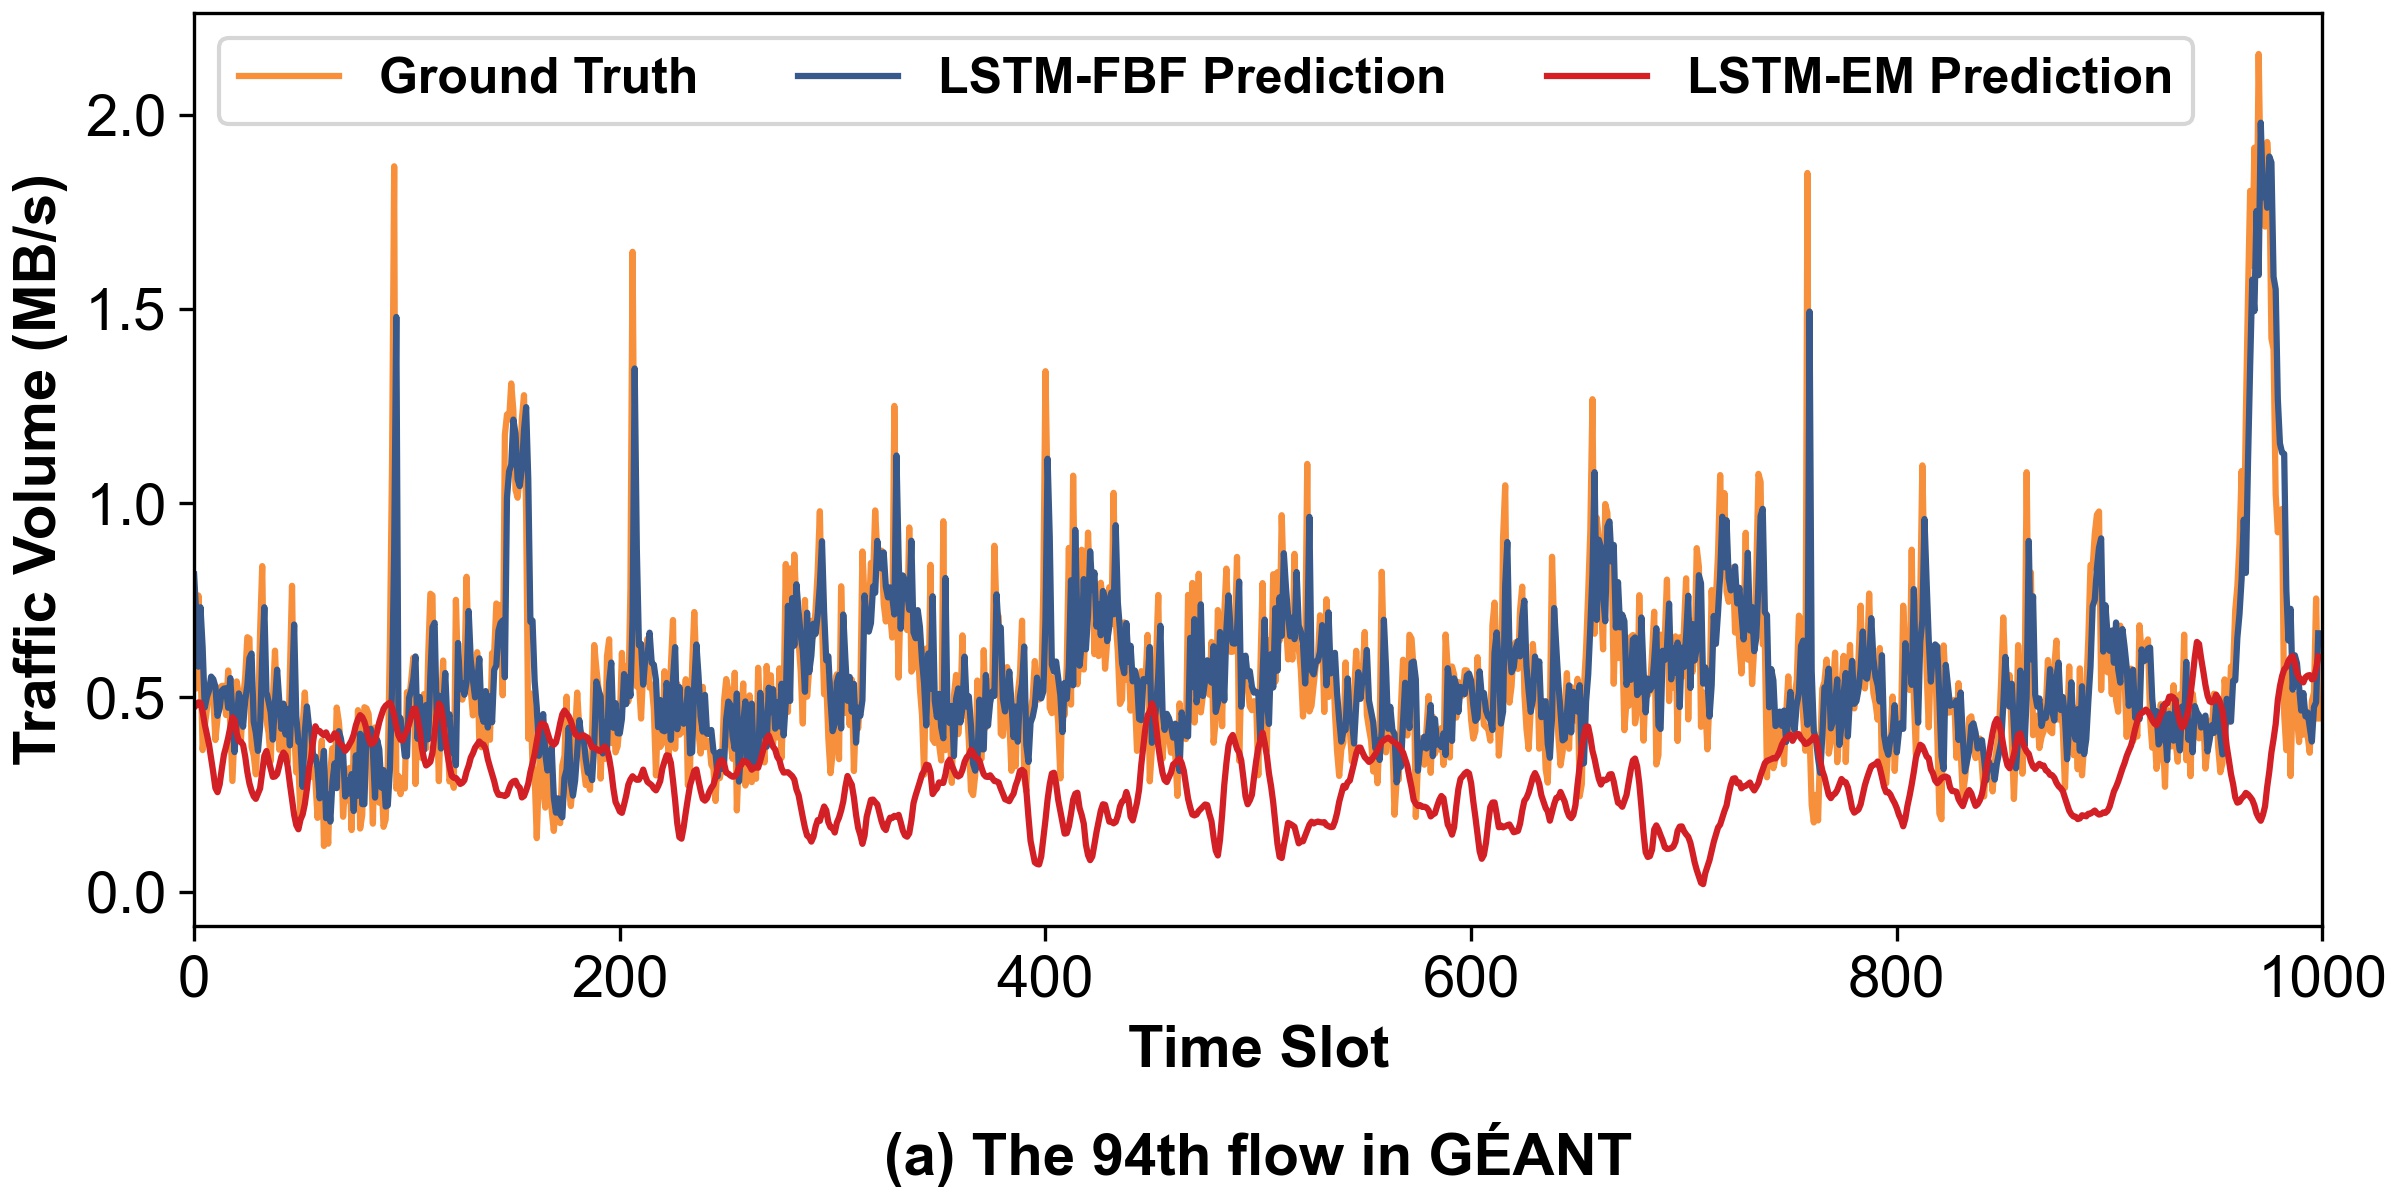 Ground Truth LSTM-FBF Prediction LSTM-EM Prediction
Traffic Volume (MB/s)
2.0
1.5
1.0
0.5
0.0
0 200 400 600 800 1000
Time Slot
(a) The 94th flow in GÉANT